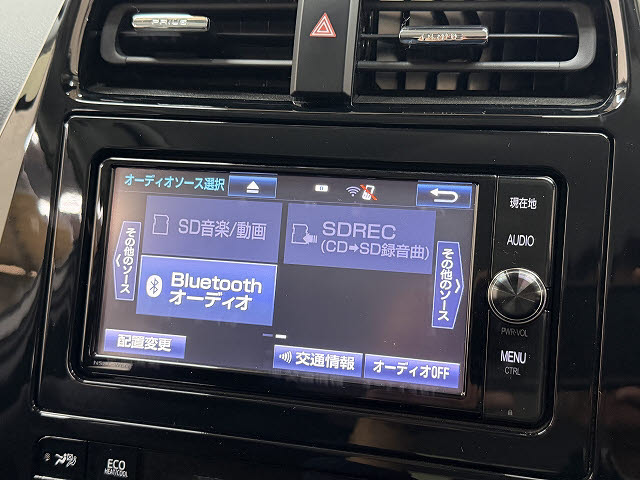 PRIUS
オーディオソース選択
現在地
SD音楽/動画
SDREC
(CD➡SD録音曲)
AUDIO
その他のソース
Bluetooth
オーディオ
その他のソース
PWR・VOL
配置変更
交通情報
オーディオOFF
MENU
CTRL
ECO
HEAT/COOL